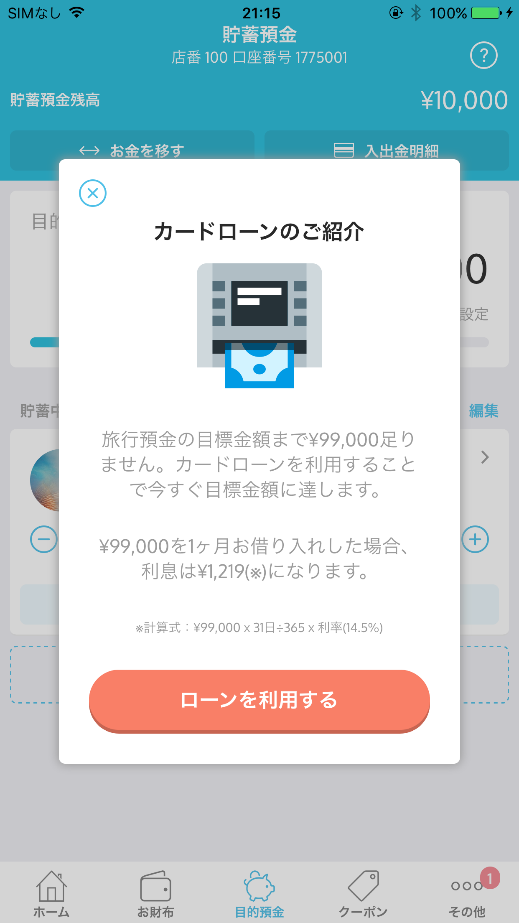 SIMなし 21:15 100%
貯蓄預金
店番 100 口座番号 1775001
?
貯蓄預金残高 ¥10,000
お金を移す 入出金明細
カードローンのご紹介
旅行預金の目標金額まで¥99,000足り
ません。カードローンを利用すること
で今すぐ目標金額に達します。
¥99,000を1ヶ月お借り入れした場合、
利息は¥1,219(※)になります。
※計算式：¥99,000 x 31日÷365 x 利率(14.5%)
ローンを利用する
設定
編集
1
ホーム お財布 目的預金 クーポン その他